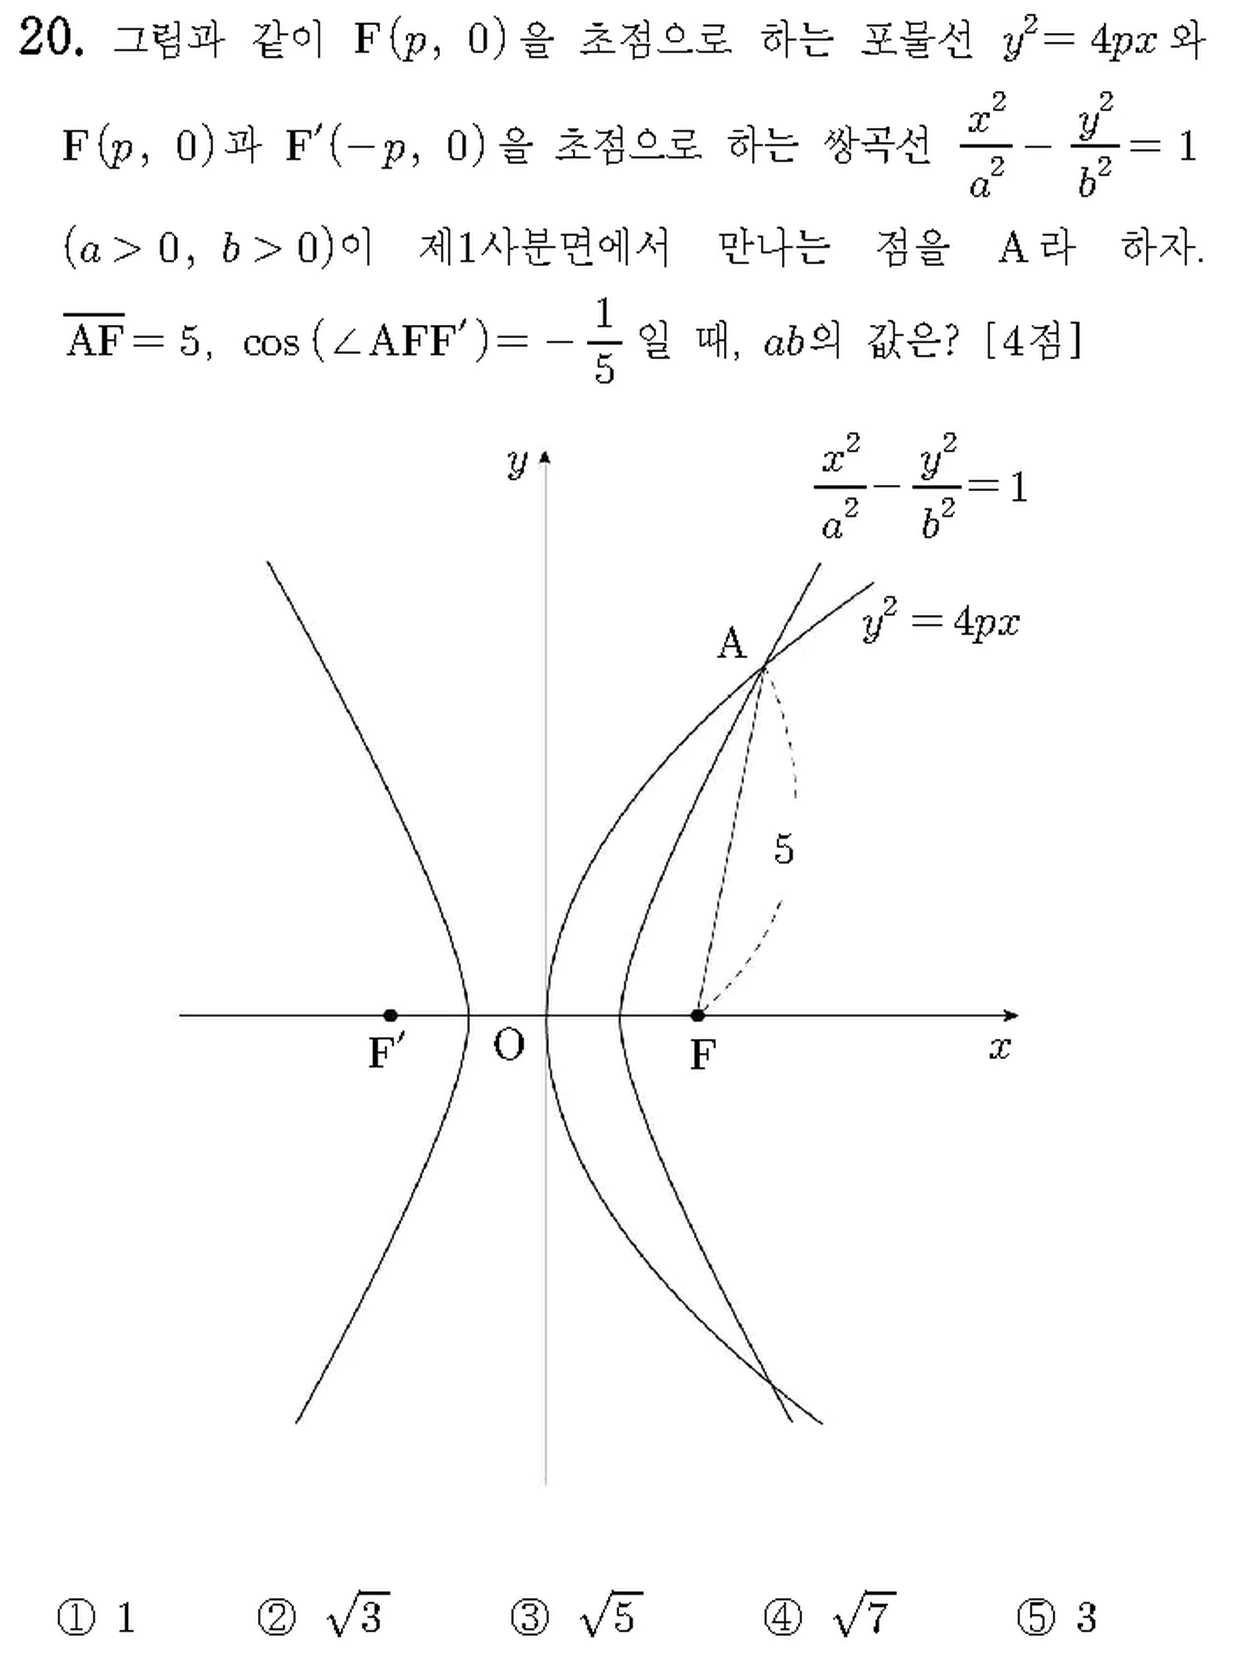 20. 그림과 같이 F(p, 0)을 초점으로 하는 포물선 y²= 4px와
F(p, 0)과 F′(−p, 0)을 초점으로 하는 쌍곡선 x²/a² − y²/b² = 1
(a > 0, b > 0)이 제1사분면에서 만나는 점을 A라 하자.
A̅F̅ = 5, cos(∠AFF′)= −1/5 일 때, ab의 값은? [4점]
y
x²/a² − y²/b² = 1
y² = 4px
A
5
F′
O
F
x
① 1 ② √3 ③ √5 ④ √7 ⑤ 3